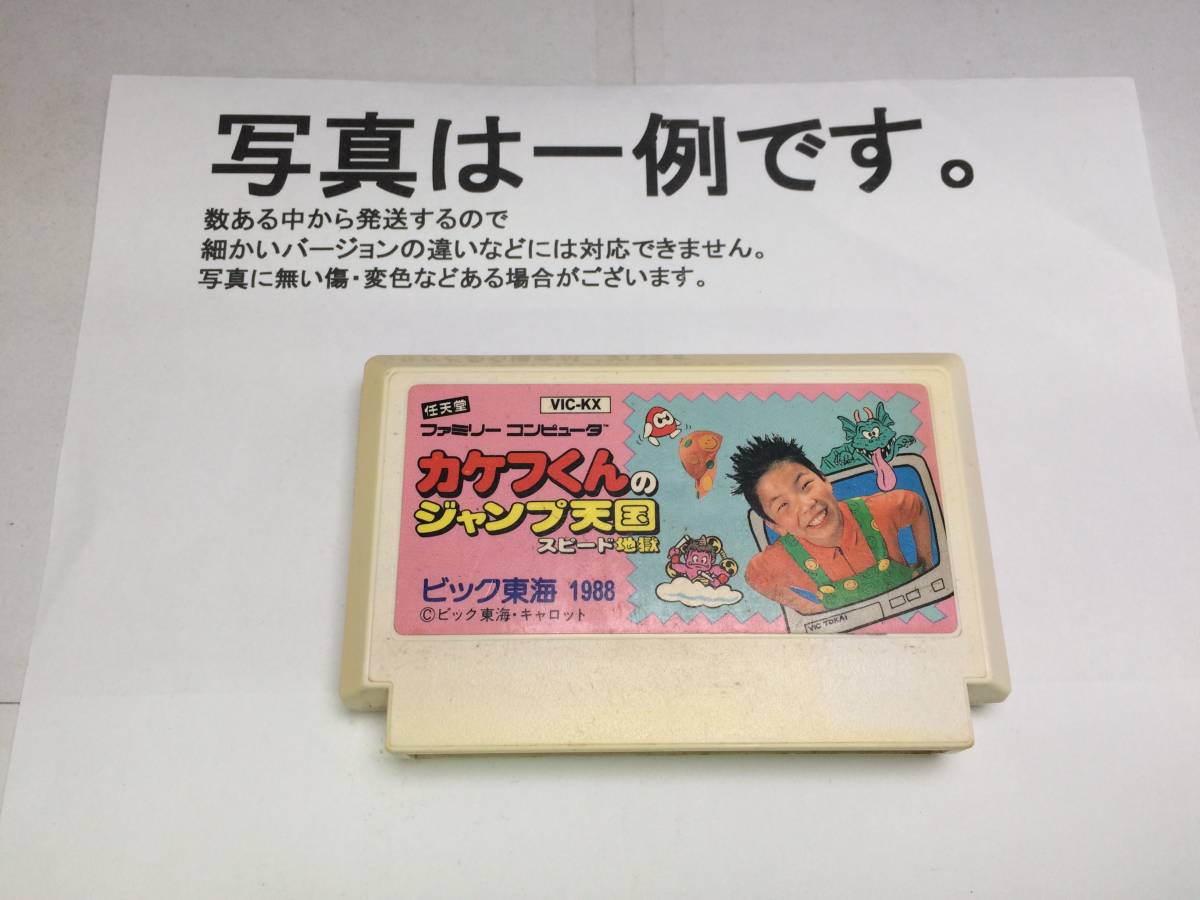 写真は一例です。
数ある中から発送するので
細かいバージョンの違いなどには対応できません。
写真に無い傷・変色などある場合がございます。
任天堂 VIC-KX
ファミリー コンピュータ™
カケフくんの
ジャンプ天国
スピード地獄
ビック東海 1988
©ビック東海・キャロット
VIC TOKAI